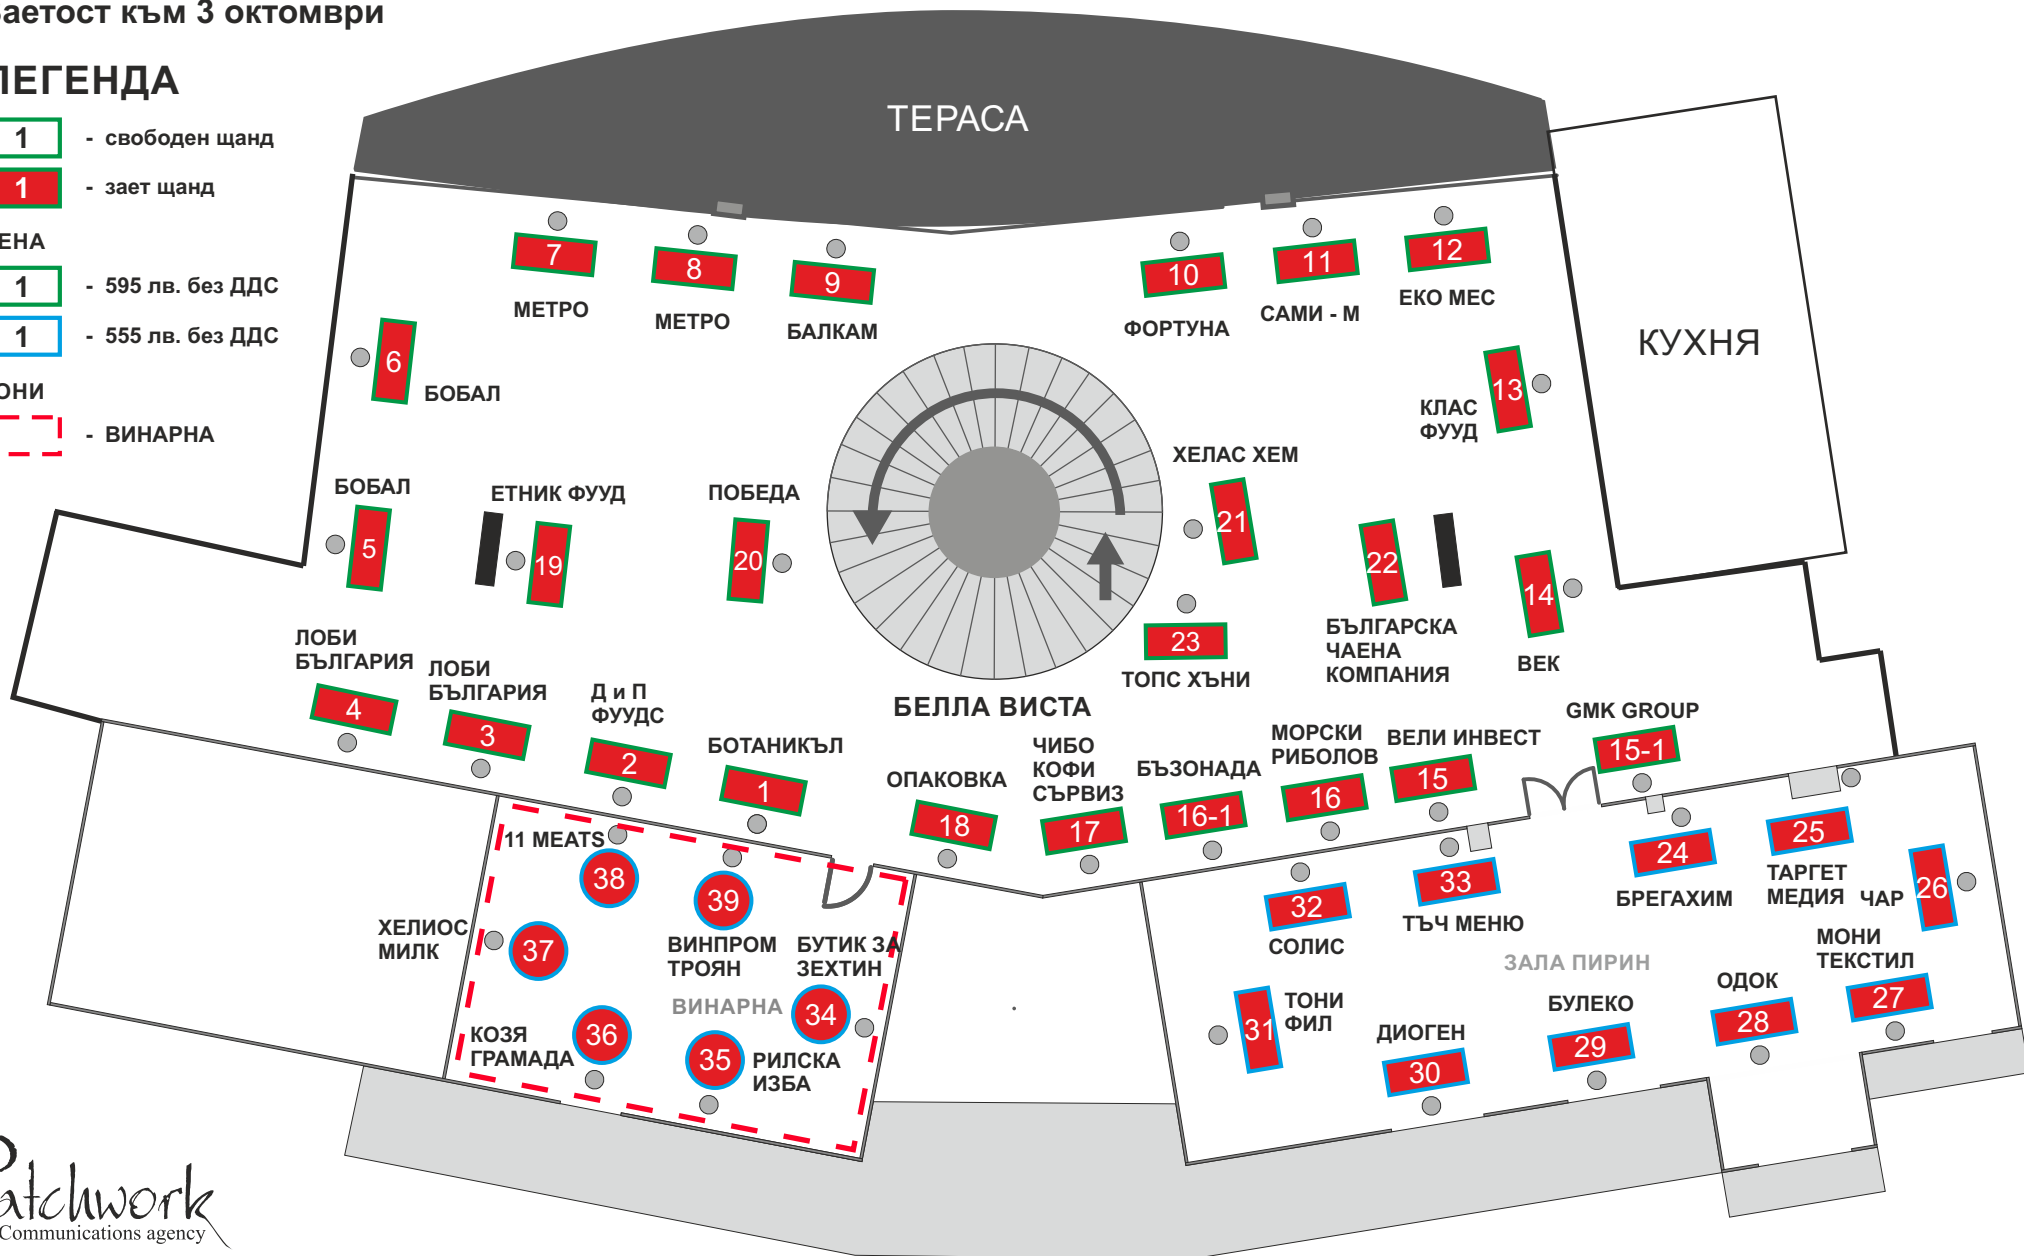 Заетост към 3 октомври
ЛЕГЕНДА
1 - свободен щанд
1 - зает щанд
ЕНА
1 - 595 лв. без ДДС
1 - 555 лв. без ДДС
ОНИ
- ВИНАРНА
ТЕРАСА
КУХНЯ
7
МЕТРО
8
МЕТРО
9
БАЛКАМ
10
ФОРТУНА
11
САМИ - М
12
ЕКО МЕС
6
БОБАЛ
13
КЛАС
ФУУД
БОБАЛ
5
ЕТНИК ФУУД
19
ПОБЕДА
20
ХЕЛАС ХЕМ
21
22
БЪЛГАРСКА
ЧАЕНА
КОМПАНИЯ
14
ВЕК
23
ТОПС ХЪНИ
ЛОБИ
БЪЛГАРИЯ
4
ЛОБИ
БЪЛГАРИЯ
3
Д и П
ФУУДС
2
БОТАНИКЪЛ
1
БЕЛЛА ВИСТА
ОПАКОВКА
18
ЧИБО
КОФИ
СЪРВИЗ
17
БЪЗОНАДА
16-1
МОРСКИ
РИБОЛОВ
16
ВЕЛИ ИНВЕСТ
15
GMK GROUP
15-1
11 MEATS
38
39
ВИНПРОМ
ТРОЯН
ХЕЛИОС
МИЛК
37
БУТИК ЗА
ЗЕХТИН
34
ВИНАРНА
КОЗЯ
ГРАМАДА
36
35
РИЛСКА
ИЗБА
32
СОЛИС
33
ТЪЧ МЕНЮ
24
БРЕГАХИМ
25
ТАРГЕТ
МЕДИЯ
ЧАР
26
ЗАЛА ПИРИН
МОНИ
ТЕКСТИЛ
27
ОДОК
28
БУЛЕКО
29
ДИОГЕН
30
31
ТОНИ
ФИЛ
Patchwork
Communications agency